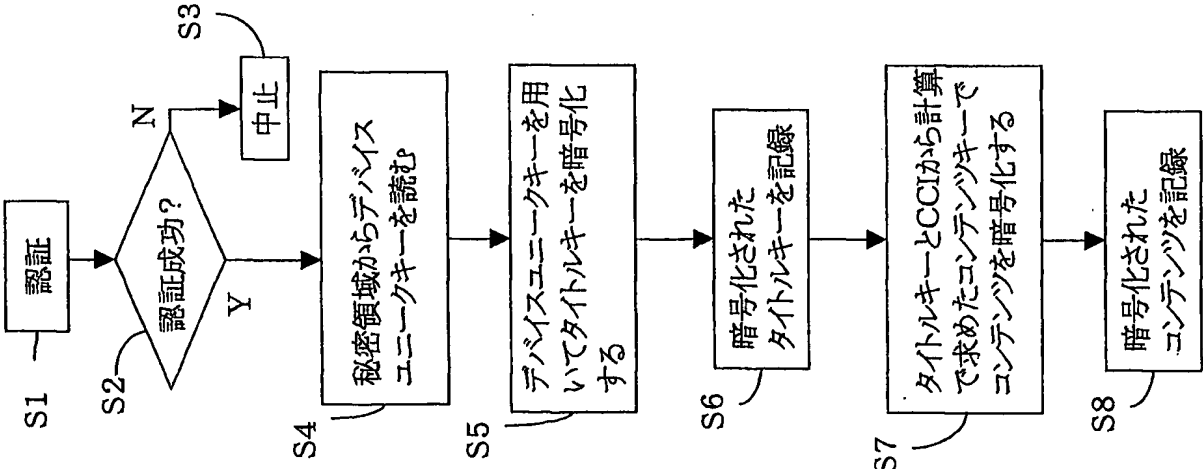 S1
認証
S2
認証成功?
N
S3
中止
Y
S4
秘密領域からデバイス
ユニークキーを読む
S5
デバイスユニークキーを用
いてタイトルキーを暗号化
する
S6
暗号化された
タイトルキーを記録
S7
タイトルキーとCCIから計算
で求めたコンテンツキーで
コンテンツを暗号化する
S8
暗号化された
コンテンツを記録